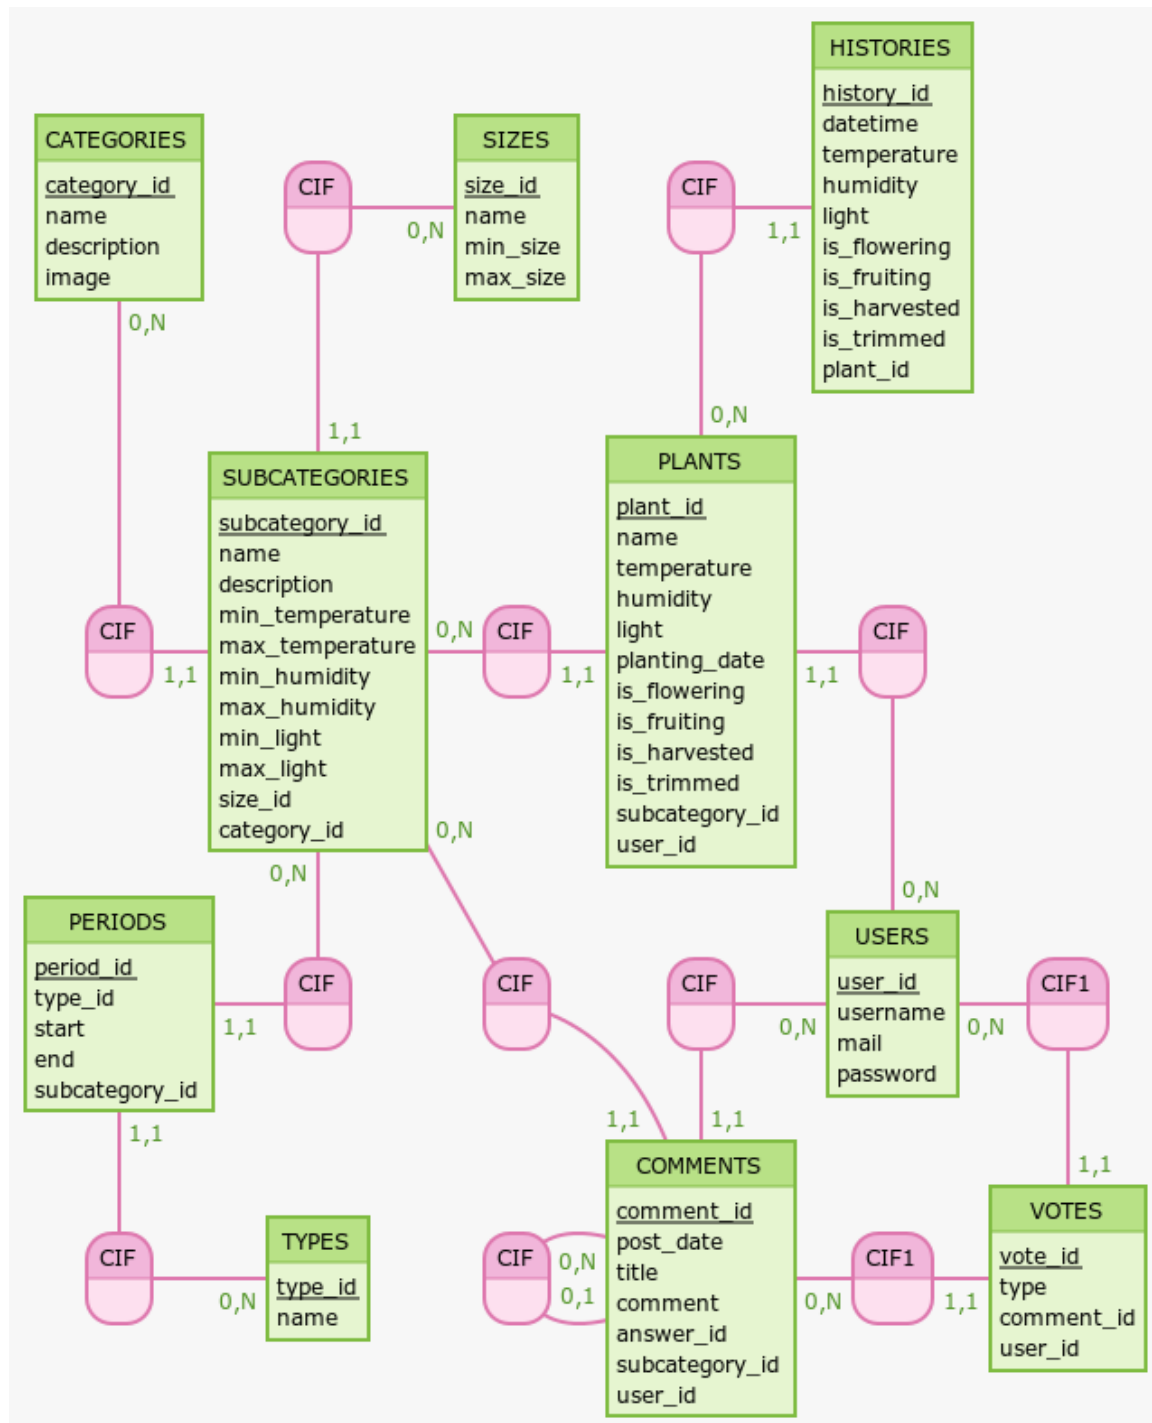 HISTORIES
history_id
datetime
temperature
humidity
light
is_flowering
is_fruiting
is_harvested
is_trimmed
plant_id
CATEGORIES
category_id
name
description
image
0,N
CIF
0,N
1,1
SIZES
size_id
name
min_size
max_size
CIF
1,1
0,N
SUBCATEGORIES
subcategory_id
name
description
min_temperature
max_temperature
min_humidity
max_humidity
min_light
max_light
size_id
category_id
PLANTS
plant_id
name
temperature
humidity
light
planting_date
is_flowering
is_fruiting
is_harvested
is_trimmed
subcategory_id
user_id
CIF
1,1
0,N
CIF
1,1
1,1
CIF
0,N
0,N
0,N
PERIODS
period_id
type_id
start
end
subcategory_id
1,1
CIF
1,1
CIF
1,1
CIF
0,N
1,1
USERS
user_id
username
mail
password
0,N
CIF1
1,1
CIF
0,N
TYPES
type_id
name
CIF
0,N
0,1
COMMENTS
comment_id
post_date
title
comment
answer_id
subcategory_id
user_id
0,N
CIF1
1,1
VOTES
vote_id
type
comment_id
user_id